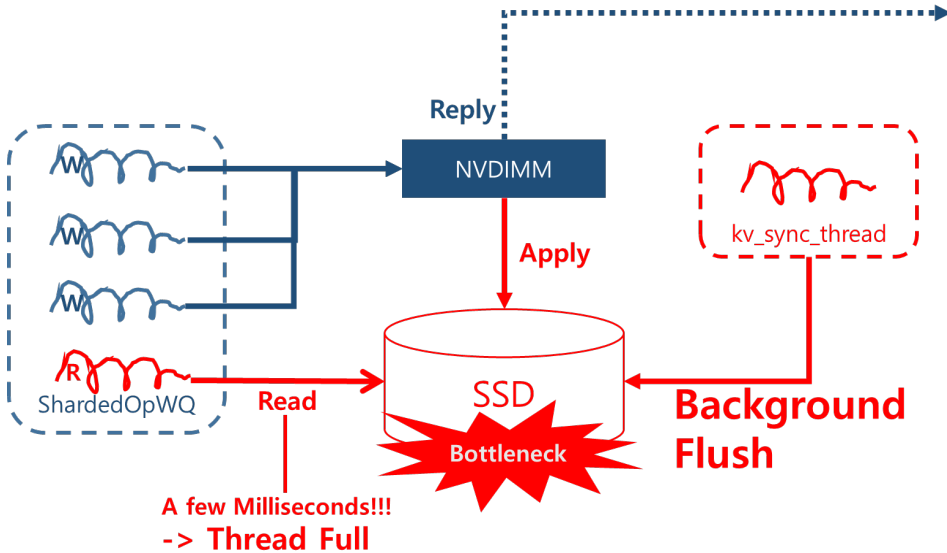 Reply
W
NVDIMM
W
kv_sync_thread
Apply
W
R
ShardedOpWQ
Read
SSD
Background
Flush
Bottleneck
A few Milliseconds!!!
-> Thread Full